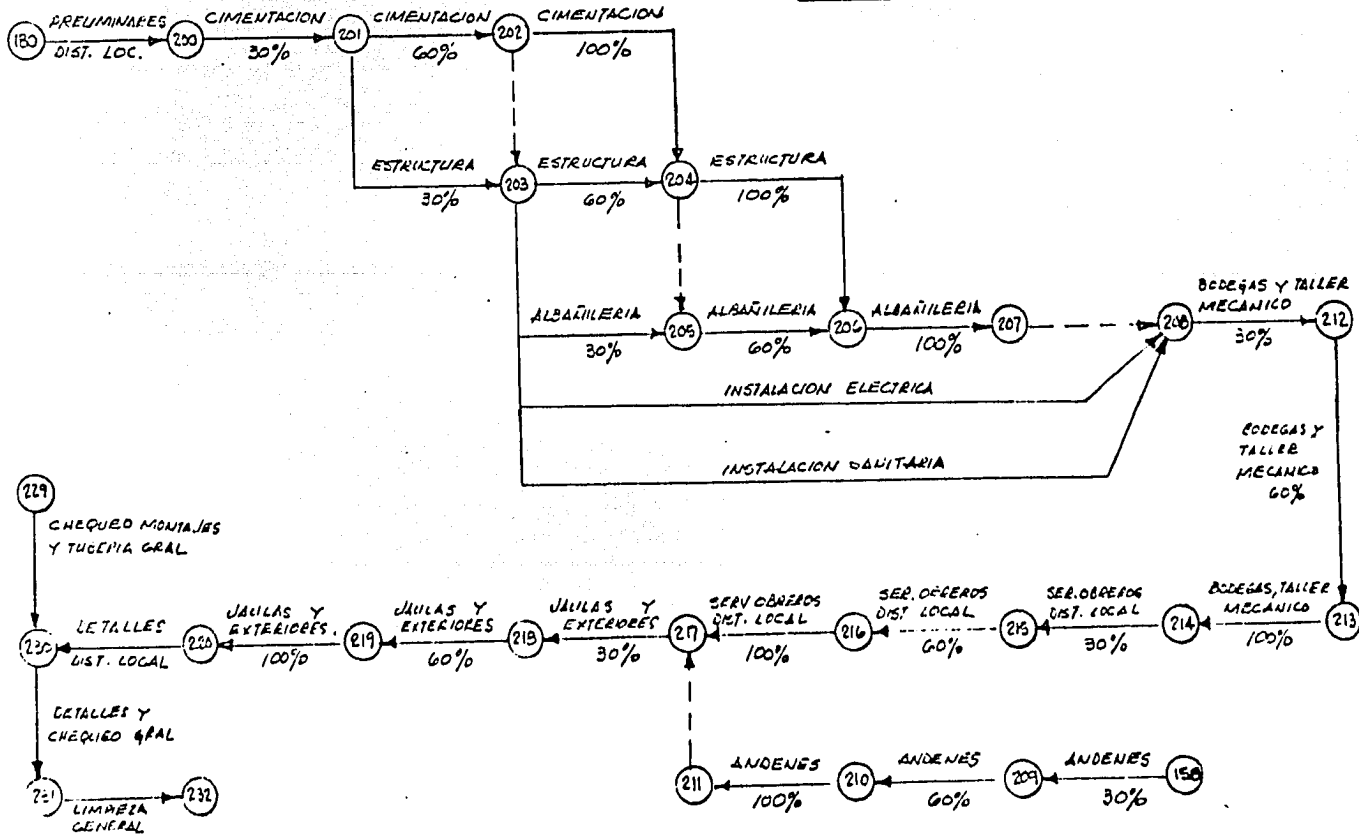 PRELIMINARES
DIST. LOC.
CIMENTACION
30%
CIMENTACION
60%
CIMENTACION
100%
180
200
201
202
ESTRUCTURA
30%
ESTRUCTURA
60%
ESTRUCTURA
100%
203
204
ALBAÑILERIA
30%
ALBAÑILERIA
60%
ALBAÑILERIA
100%
205
206
207
208
BODEGAS Y TALLER
MECANICO
30%
212
INSTALACION ELECTRICA
INSTALACION SANITARIA
BODEGAS Y
TALLER
MECANICO
60%
229
CHEQUEO MONTAJES
Y TUBERIA GRAL
DETALLES
DIST. LOCAL
JAULAS Y
EXTERIORES.
100%
JAULAS Y
EXTERIORES
60%
JAULAS Y
EXTERIORES
30%
SERV OBREROS
DIST. LOCAL
100%
SER. OBREROS
DIST. LOCAL
60%
SER. OBREROS
DIST. LOCAL
30%
BODEGAS, TALLER
MECANICO
100%
230
220
219
218
217
216
215
214
213
DETALLES Y
CHEQUEO GRAL
231
LIMPIEZA
GENERAL
232
211
ANDENES
100%
210
ANDENES
60%
209
ANDENES
30%
158